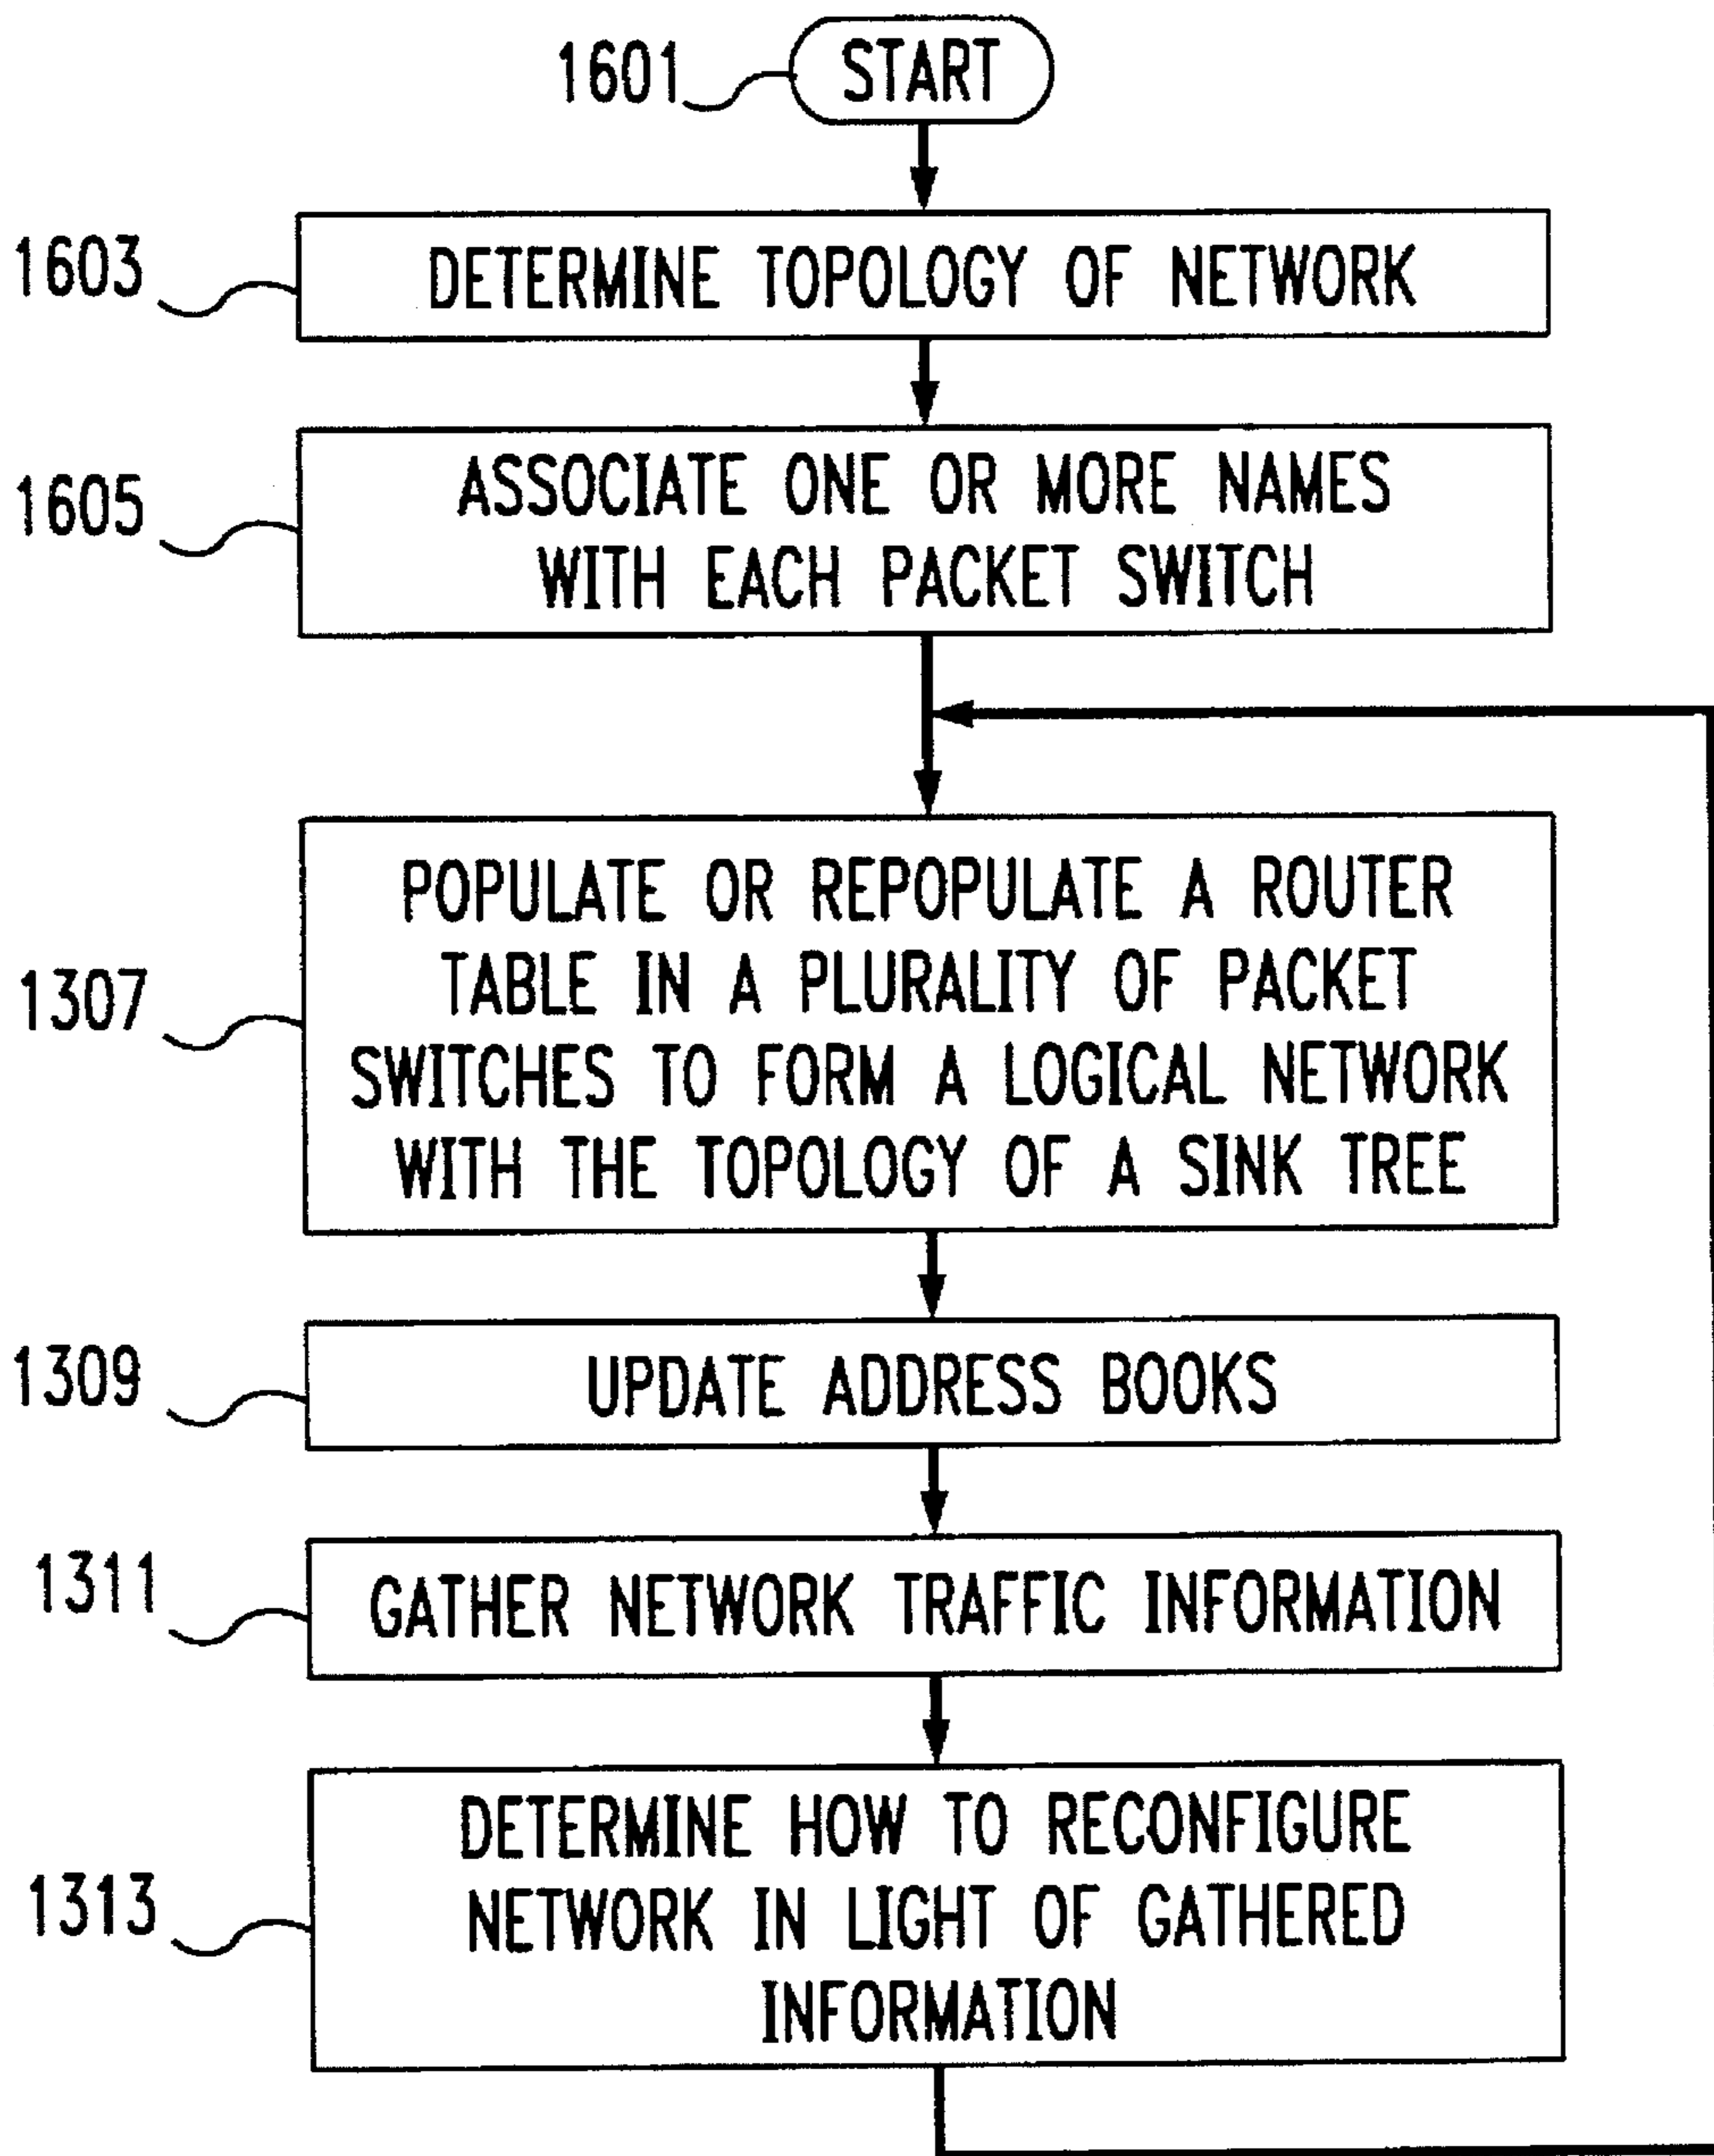 1601
START
1603
DETERMINE TOPOLOGY OF NETWORK
1605
ASSOCIATE ONE OR MORE NAMES
WITH EACH PACKET SWITCH
1307
POPULATE OR REPOPULATE A ROUTER
TABLE IN A PLURALITY OF PACKET
SWITCHES TO FORM A LOGICAL NETWORK
WITH THE TOPOLOGY OF A SINK TREE
1309
UPDATE ADDRESS BOOKS
1311
GATHER NETWORK TRAFFIC INFORMATION
1313
DETERMINE HOW TO RECONFIGURE
NETWORK IN LIGHT OF GATHERED
INFORMATION